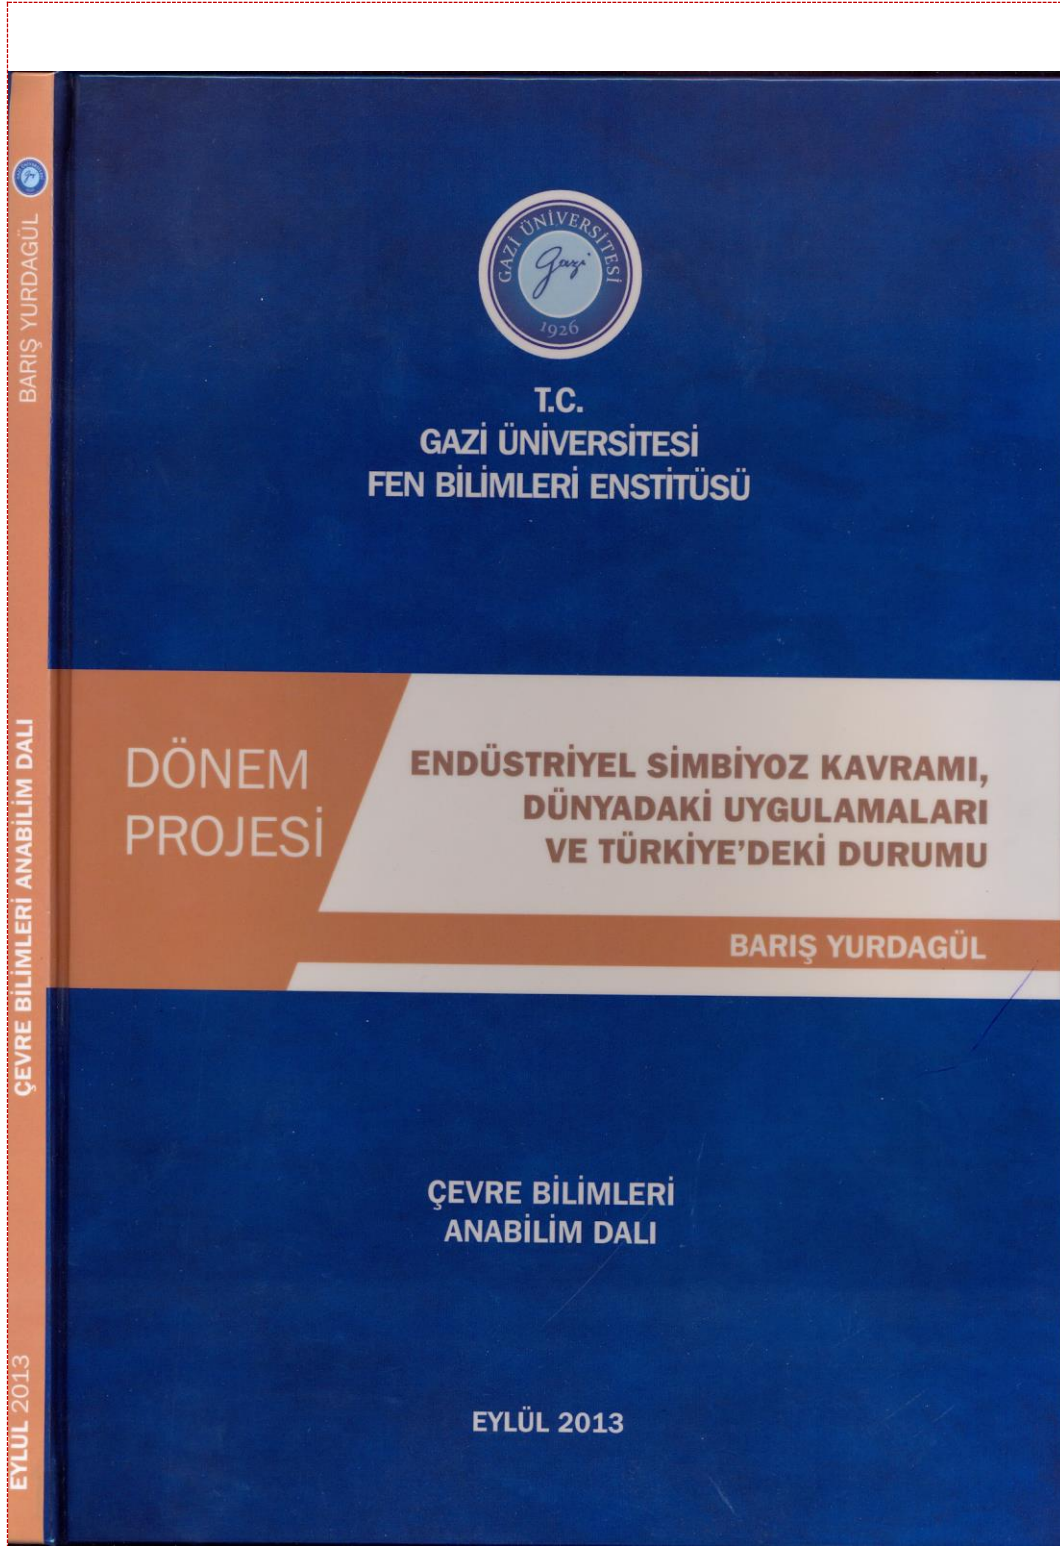 BARIŞ YURDAGÜL
ÇEVRE BİLİMLERİ ANABİLİM DALI
EYLÜL 2013
GAZİ ÜNİVERSİTESİ
Gazi
1926
T.C.
GAZİ ÜNİVERSİTESİ
FEN BİLİMLERİ ENSTİTÜSÜ
DÖNEM
PROJESİ
ENDÜSTRİYEL SİMBİYOZ KAVRAMI,
DÜNYADAKİ UYGULAMALARI
VE TÜRKİYE'DEKİ DURUMU
BARIŞ YURDAGÜL
ÇEVRE BİLİMLERİ
ANABİLİM DALI
EYLÜL 2013